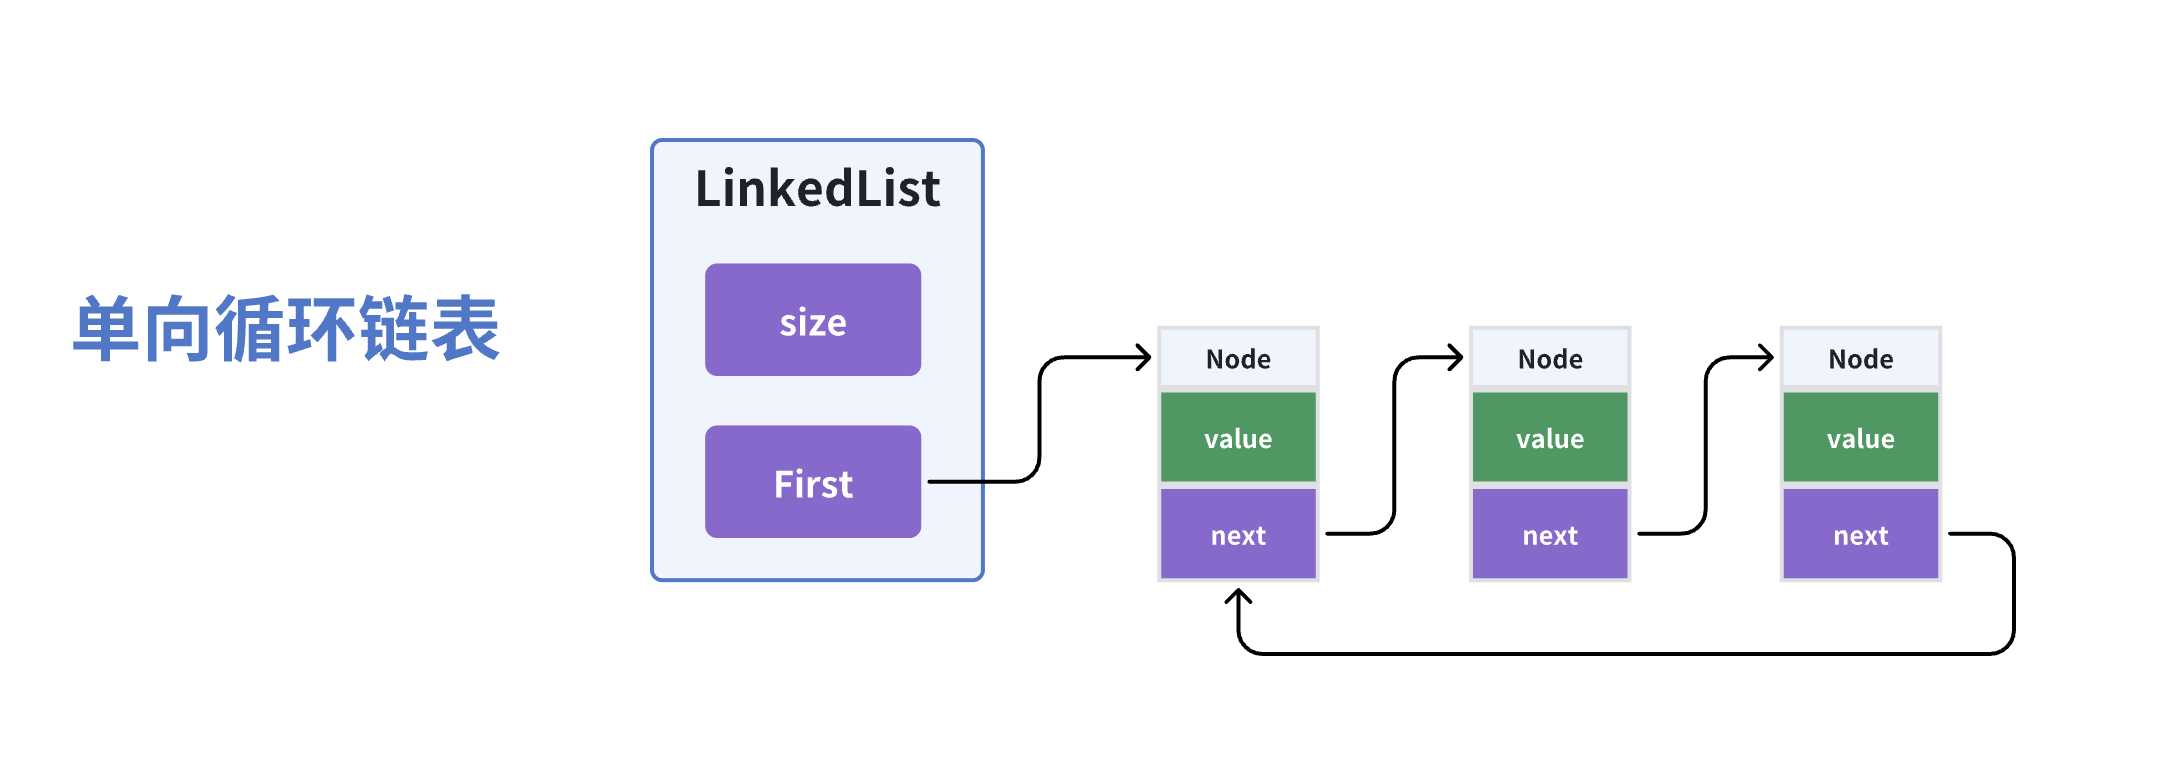 单向循环链表
LinkedList
size
First
Node
value
next
Node
value
next
Node
value
next